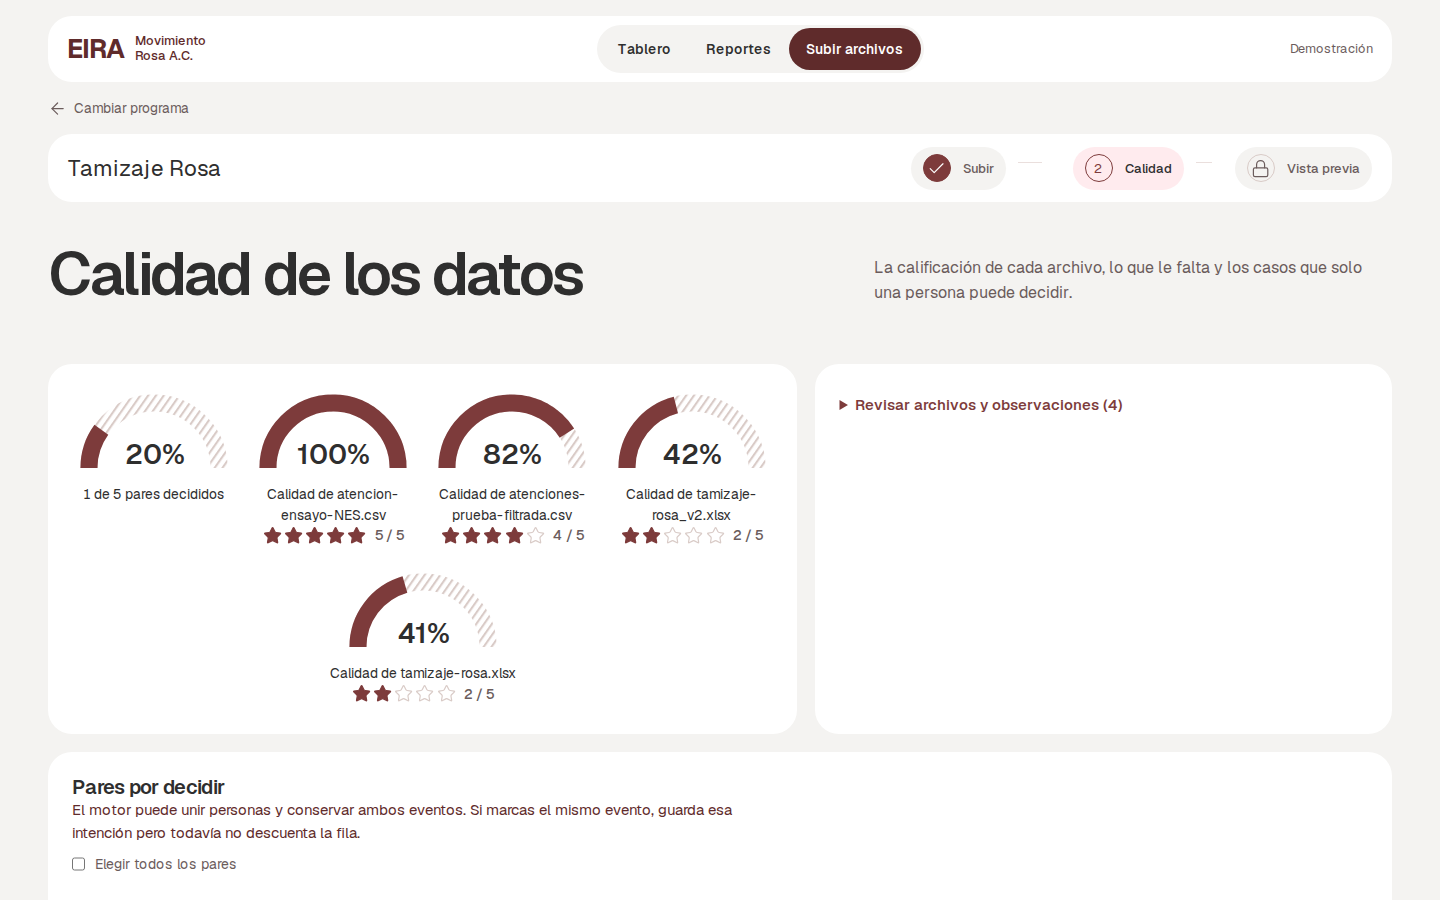 EIRA
Movimiento
Rosa A.C.
Tablero
Reportes
Subir archivos
Demostración
Cambiar programa
Tamizaje Rosa
Subir
2
Calidad
Vista previa
Calidad de los datos
La calificación de cada archivo, lo que le falta y los casos que solo
una persona puede decidir.
20%
1 de 5 pares decididos
100%
Calidad de atencion-
ensayo-NES.csv
5 / 5
82%
Calidad de atenciones-
prueba-filtrada.csv
4 / 5
42%
Calidad de tamizaje-
rosa_v2.xlsx
2 / 5
41%
Calidad de tamizaje-rosa.xlsx
2 / 5
Revisar archivos y observaciones (4)
Pares por decidir
El motor puede unir personas y conservar ambos eventos. Si marcas el mismo evento, guarda esa
intención pero todavía no descuenta la fila.
Elegir todos los pares